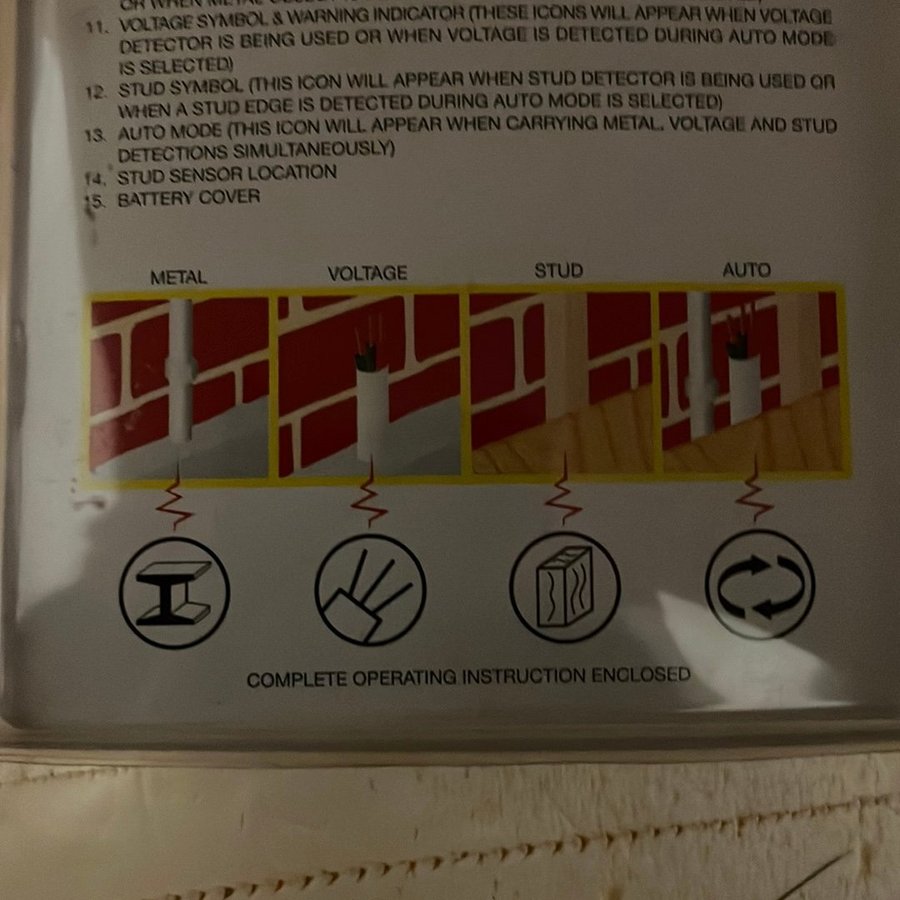 OR WHEN METAL
11. VOLTAGE SYMBOL & WARNING INDICATOR (THESE ICONS WILL APPEAR WHEN VOLTAGE
DETECTOR IS BEING USED OR WHEN VOLTAGE IS DETECTED DURING AUTO MODE
IS SELECTED)
12. STUD SYMBOL (THIS ICON WILL APPEAR WHEN STUD DETECTOR IS BEING USED OR
WHEN A STUD EDGE IS DETECTED DURING AUTO MODE IS SELECTED)
13. AUTO MODE (THIS ICON WILL APPEAR WHEN CARRYING METAL, VOLTAGE AND STUD
DETECTIONS SIMULTANEOUSLY)
14. STUD SENSOR LOCATION
15. BATTERY COVER
METAL VOLTAGE STUD AUTO
COMPLETE OPERATING INSTRUCTION ENCLOSED